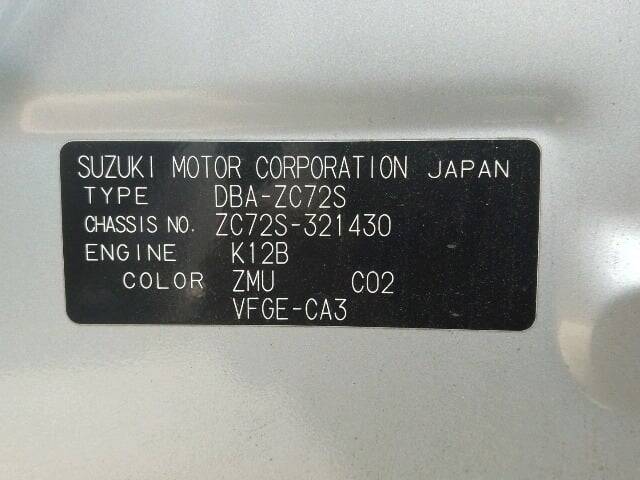 SUZUKI MOTOR CORPORATION JAPAN
TYPE DBA-ZC72S
CHASSIS NO. ZC72S-321430
ENGINE K12B
COLOR ZMU C02
VFGE-CA3